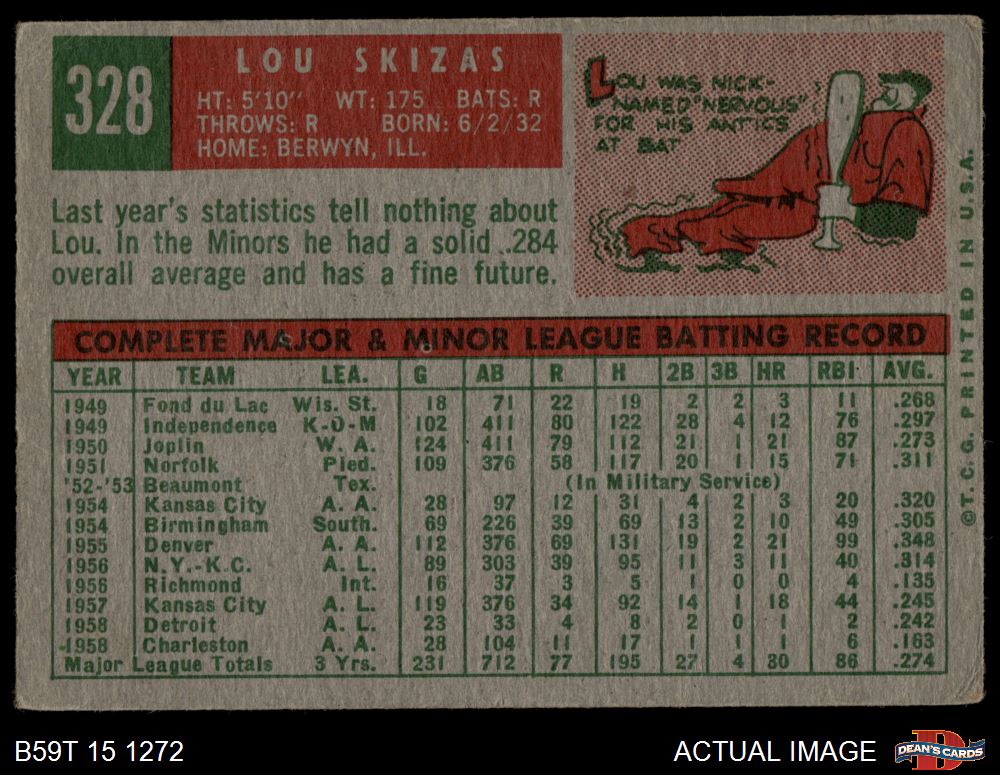 328
LOU SKIZAS
HT: 5'10" WT: 175 BATS: R
THROWS: R BORN: 6/2/32
HOME: BERWYN, ILL.
LOU WAS NICK-
NAMED "NERVOUS"
FOR HIS ANTICS
AT BAT
Last year's statistics tell nothing about
Lou. In the Minors he had a solid .284
overall average and has a fine future.
COMPLETE MAJOR & MINOR LEAGUE BATTING RECORD
YEAR TEAM LEA. G AB R H 2B 3B HR RBI AVG.
1949 Fond du Lac Wis. St. 18 71 22 19 2 2 3 11 .268
1949 Independence K-O-M 102 411 80 122 28 4 12 76 .297
1950 Joplin W. A. 124 411 79 112 21 1 21 87 .273
1951 Norfolk Pied. 109 376 58 117 20 1 15 71 .311
'52-'53 Beaumont Tex. (In Military Service)
1954 Kansas City A. A. 28 97 12 31 4 2 3 20 .320
1954 Birmingham South. 69 226 39 69 13 2 10 49 .305
1955 Denver A. A. 112 376 69 131 19 2 21 99 .348
1956 N.Y.-K.C. A. L. 89 303 39 95 11 3 11 40 .314
1956 Richmond Int. 16 37 3 5 1 0 0 4 .135
1957 Kansas City A. L. 119 376 34 92 14 1 18 44 .245
1958 Detroit A. L. 23 33 4 8 2 0 1 2 .242
1958 Charleston A. A. 28 104 11 17 1 1 1 6 .163
Major League Totals 3 Yrs. 231 712 77 195 27 4 30 86 .274
© T. C. G. PRINTED IN U.S.A.
B59T 15 1272
ACTUAL IMAGE
D
DEAN'S CARDS